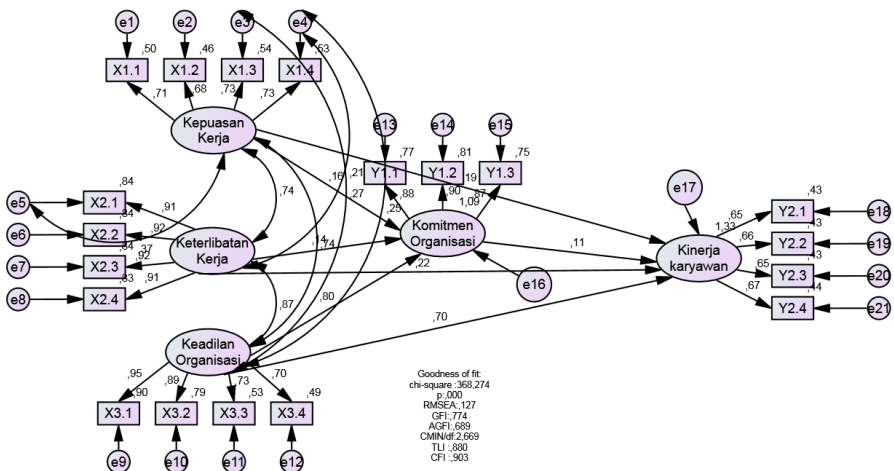 e1
e2
e3
e4
,50
,46
,54
,53
X1.1
X1.2
X1.3
X1.4
,71
,68
,73
,73
Kepuasan
Kerja
e13
e14
e15
,77
,81
,75
Y1.1
Y1.2
Y1.3
,88
,90
,87
1,09
,19
,16
,21
,27
,25
,74
,84
e5
X2.1
,91
,84
e6
X2.2
,92
,84
,37
e7
X2.3
,92
,83
e8
X2.4
,91
Keterlibatan
Kerja
,14
,74
Komitmen
Organisasi
,22
,11
e16
e17
Kinerja
karyawan
1,33
,65
,43
Y2.1
e18
,66
,43
Y2.2
e19
,65
,43
Y2.3
e20
,67
,44
Y2.4
e21
,87
,80
,70
Keadilan
Organisasi
,95
,89
,73
,70
,90
,79
,53
,49
X3.1
X3.2
X3.3
X3.4
e9
e10
e11
e12
Goodness of fit:
chi-square :368,274
p:,000
RMSEA:,127
GFI:,774
AGFI:,689
CMIN/df:2,669
TLI :,880
CFI :,903